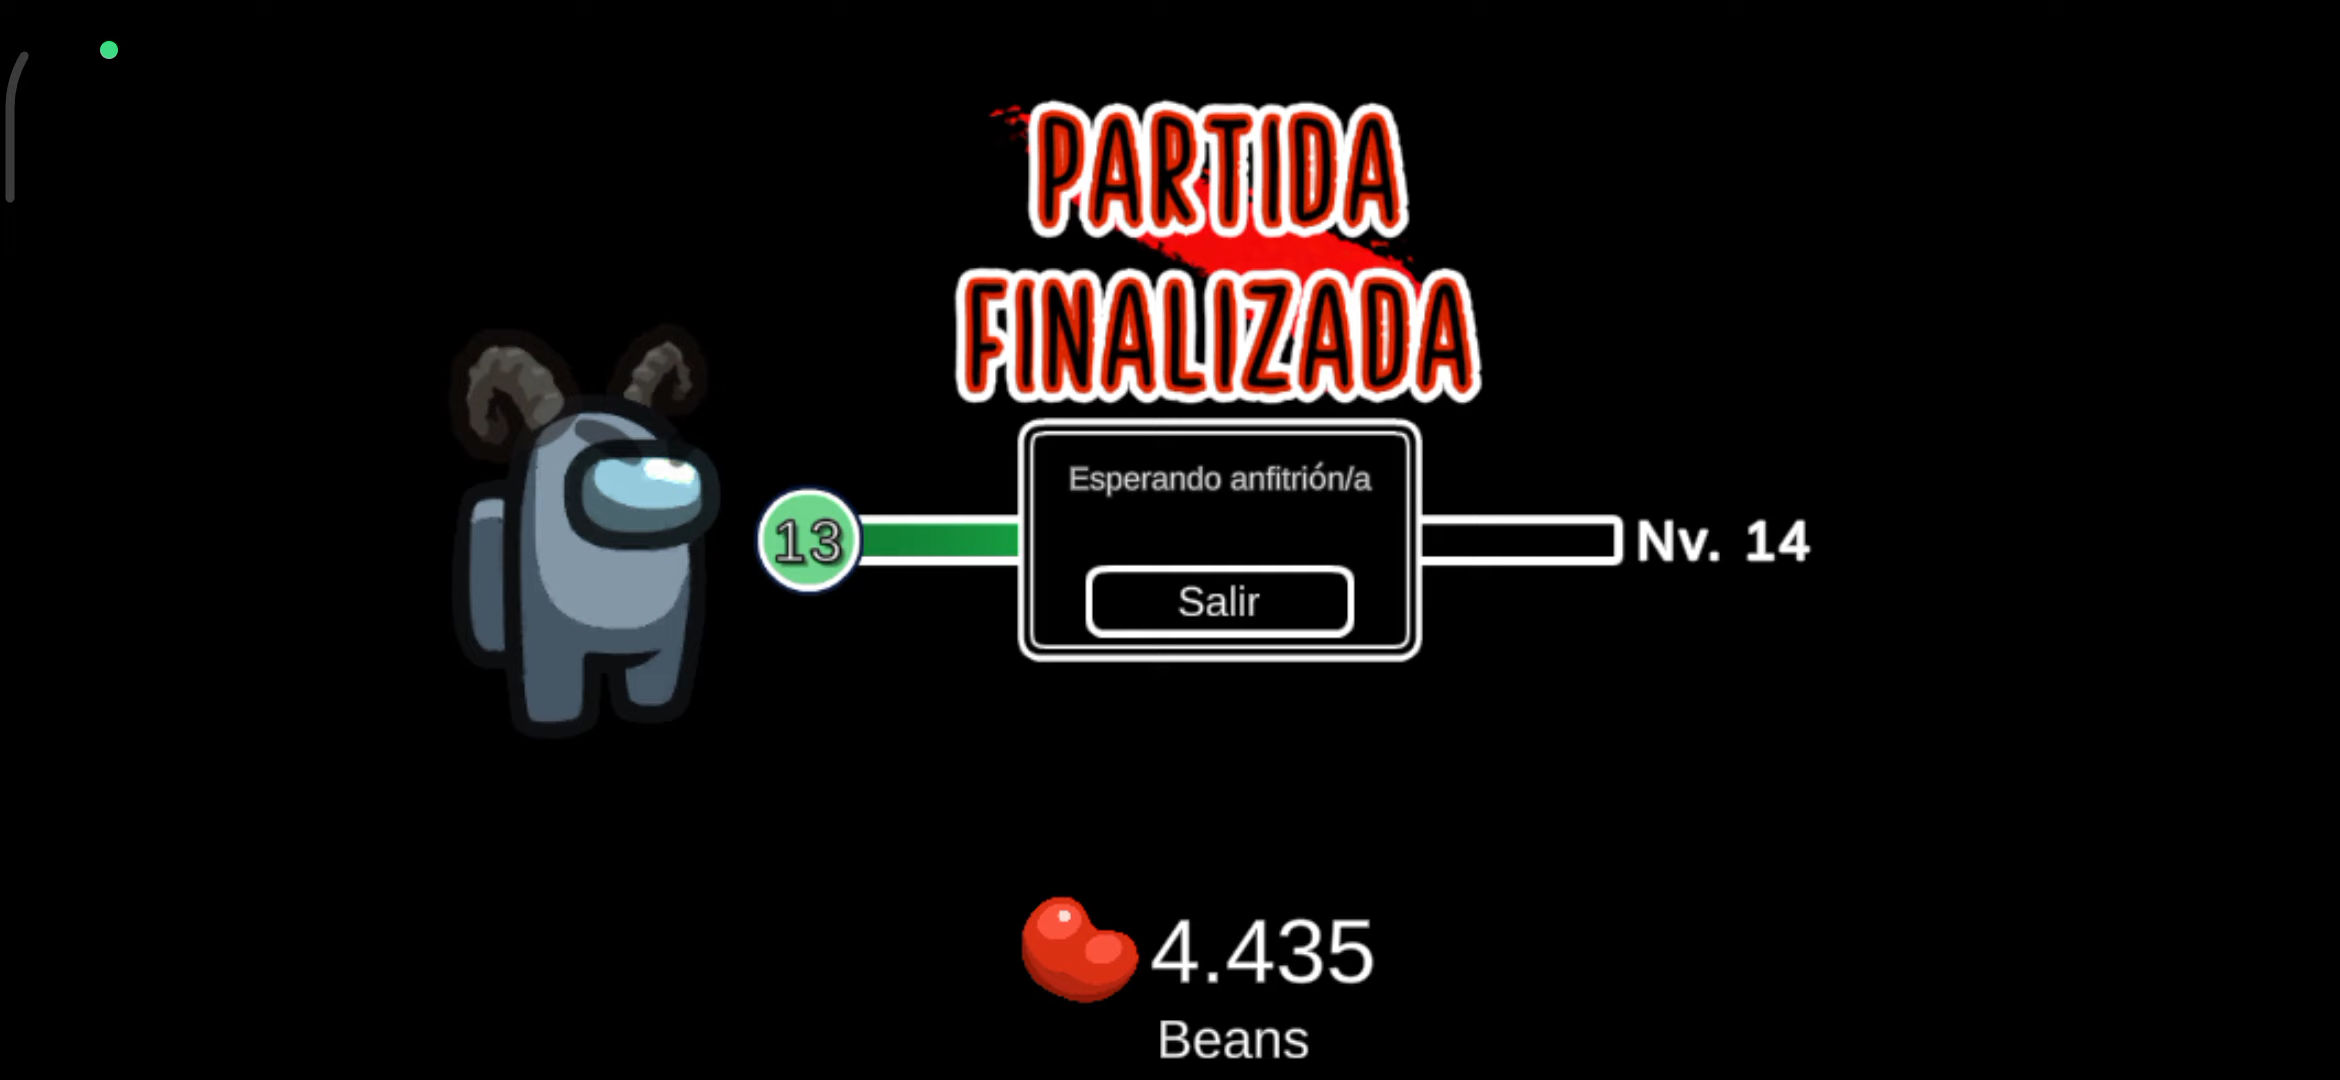 PARTIDA
FINALIZADA
Esperando anfitrión/a
13
Nv. 14
Salir
4.435
Beans